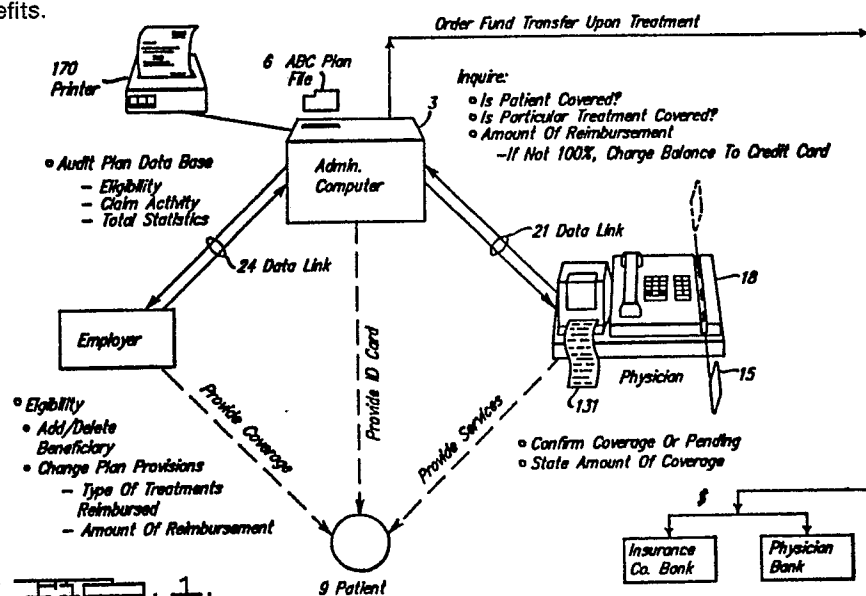 efits.
Order Fund Transfer Upon Treatment
170
Printer
6 ABC Plan
File
3
Inquire:
Is Patient Covered?
Is Particular Treatment Covered?
Amount Of Reimbursement
-If Not 100%, Charge Balance To Credit Card
Audit Plan Data Base
- Eligibility
- Claim Activity
- Total Statistics
Admin.
Computer
24 Data Link
21 Data Link
18
Employer
Provide ID Card
Physician
15
131
Eligibility
Add/Delete
Beneficiary
Change Plan Provisions
- Type Of Treatments
Reimbursed
- Amount Of Reimbursement
Provide Coverage
Provide Services
Confirm Coverage Or Pending
State Amount Of Coverage
$
Insurance
Co. Bank
Physician
Bank
9 Patient
1.